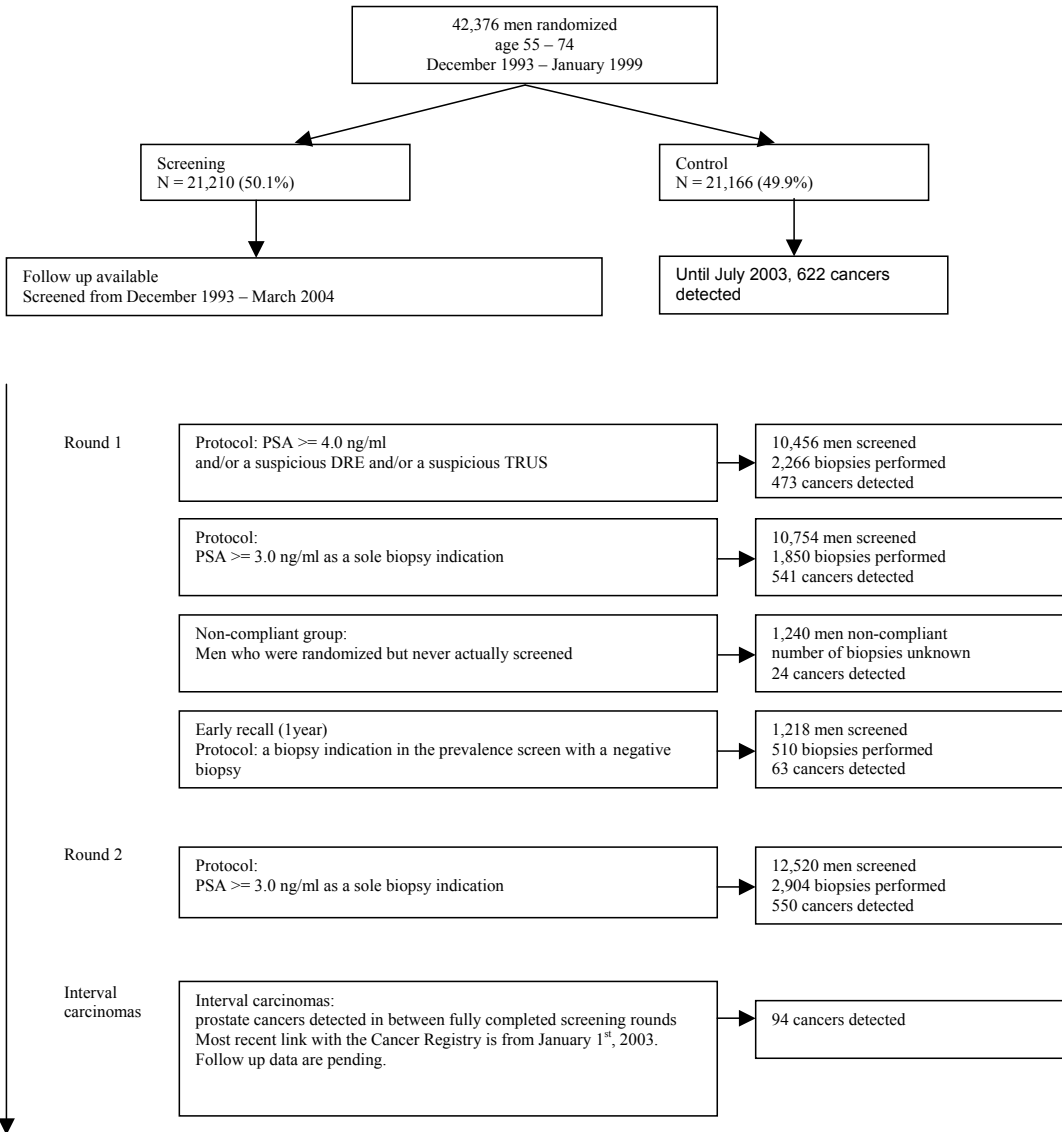 42,376 men randomized
age 55 – 74
December 1993 – January 1999
Screening
N = 21,210 (50.1%)
Control
N = 21,166 (49.9%)
Follow up available
Screened from December 1993 – March 2004
Until July 2003, 622 cancers
detected
Round 1
Protocol: PSA >= 4.0 ng/ml
and/or a suspicious DRE and/or a suspicious TRUS
10,456 men screened
2,266 biopsies performed
473 cancers detected
Protocol:
PSA >= 3.0 ng/ml as a sole biopsy indication
10,754 men screened
1,850 biopsies performed
541 cancers detected
Non-compliant group:
Men who were randomized but never actually screened
1,240 men non-compliant
number of biopsies unknown
24 cancers detected
Early recall (1year)
Protocol: a biopsy indication in the prevalence screen with a negative
biopsy
1,218 men screened
510 biopsies performed
63 cancers detected
Round 2
Protocol:
PSA >= 3.0 ng/ml as a sole biopsy indication
12,520 men screened
2,904 biopsies performed
550 cancers detected
Interval
carcinomas
Interval carcinomas:
prostate cancers detected in between fully completed screening rounds
Most recent link with the Cancer Registry is from January 1st, 2003.
Follow up data are pending.
94 cancers detected